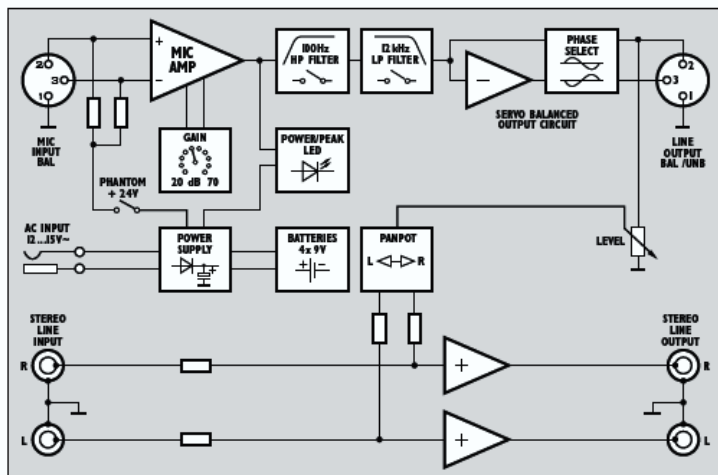 2
3
1
MIC
INPUT
BAL
+
−
MIC
AMP
100Hz
HP FILTER
12kHz
LP FILTER
−
SERVO BALANCED
OUTPUT CIRCUIT
PHASE
SELECT
2
3
1
LINE
OUTPUT
BAL /UNB
GAIN
20 dB 70
POWER/PEAK
LED
PHANTOM
+ 24V
AC INPUT
12...15V~
POWER
SUPPLY
+
BATTERIES
4x 9V
+ −
PANPOT
L R
LEVEL
STEREO
LINE
INPUT
R
L
+
+
STEREO
LINE
OUTPUT
R
L